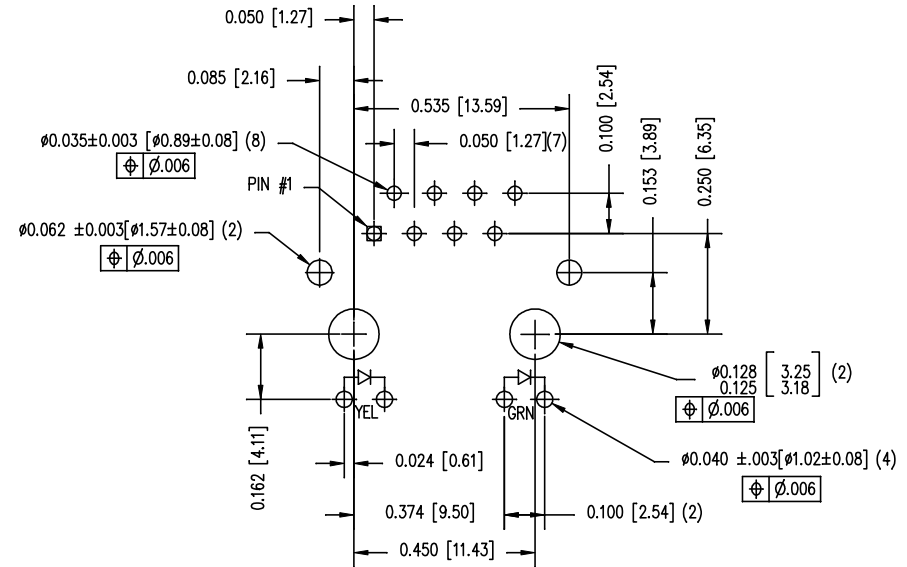 0.050 [1.27]
0.085 [2.16]
0.535 [13.59]
0.100 [2.54]
0.153 [3.89]
0.250 [6.35]
ø0.035±0.003 [ø0.89±0.08] (8)
⌖ Ø.006
0.050 [1.27](7)
PIN #1
ø0.062 ±0.003[ø1.57±0.08] (2)
⌖ Ø.006
ø0.128 [ 3.25 ] (2)
0.125 [ 3.18 ]
⌖ Ø.006
YEL
GRN
0.162 [4.11]
0.024 [0.61]
ø0.040 ±.003[ø1.02±0.08] (4)
⌖ Ø.006
0.374 [9.50]
0.100 [2.54] (2)
0.450 [11.43]